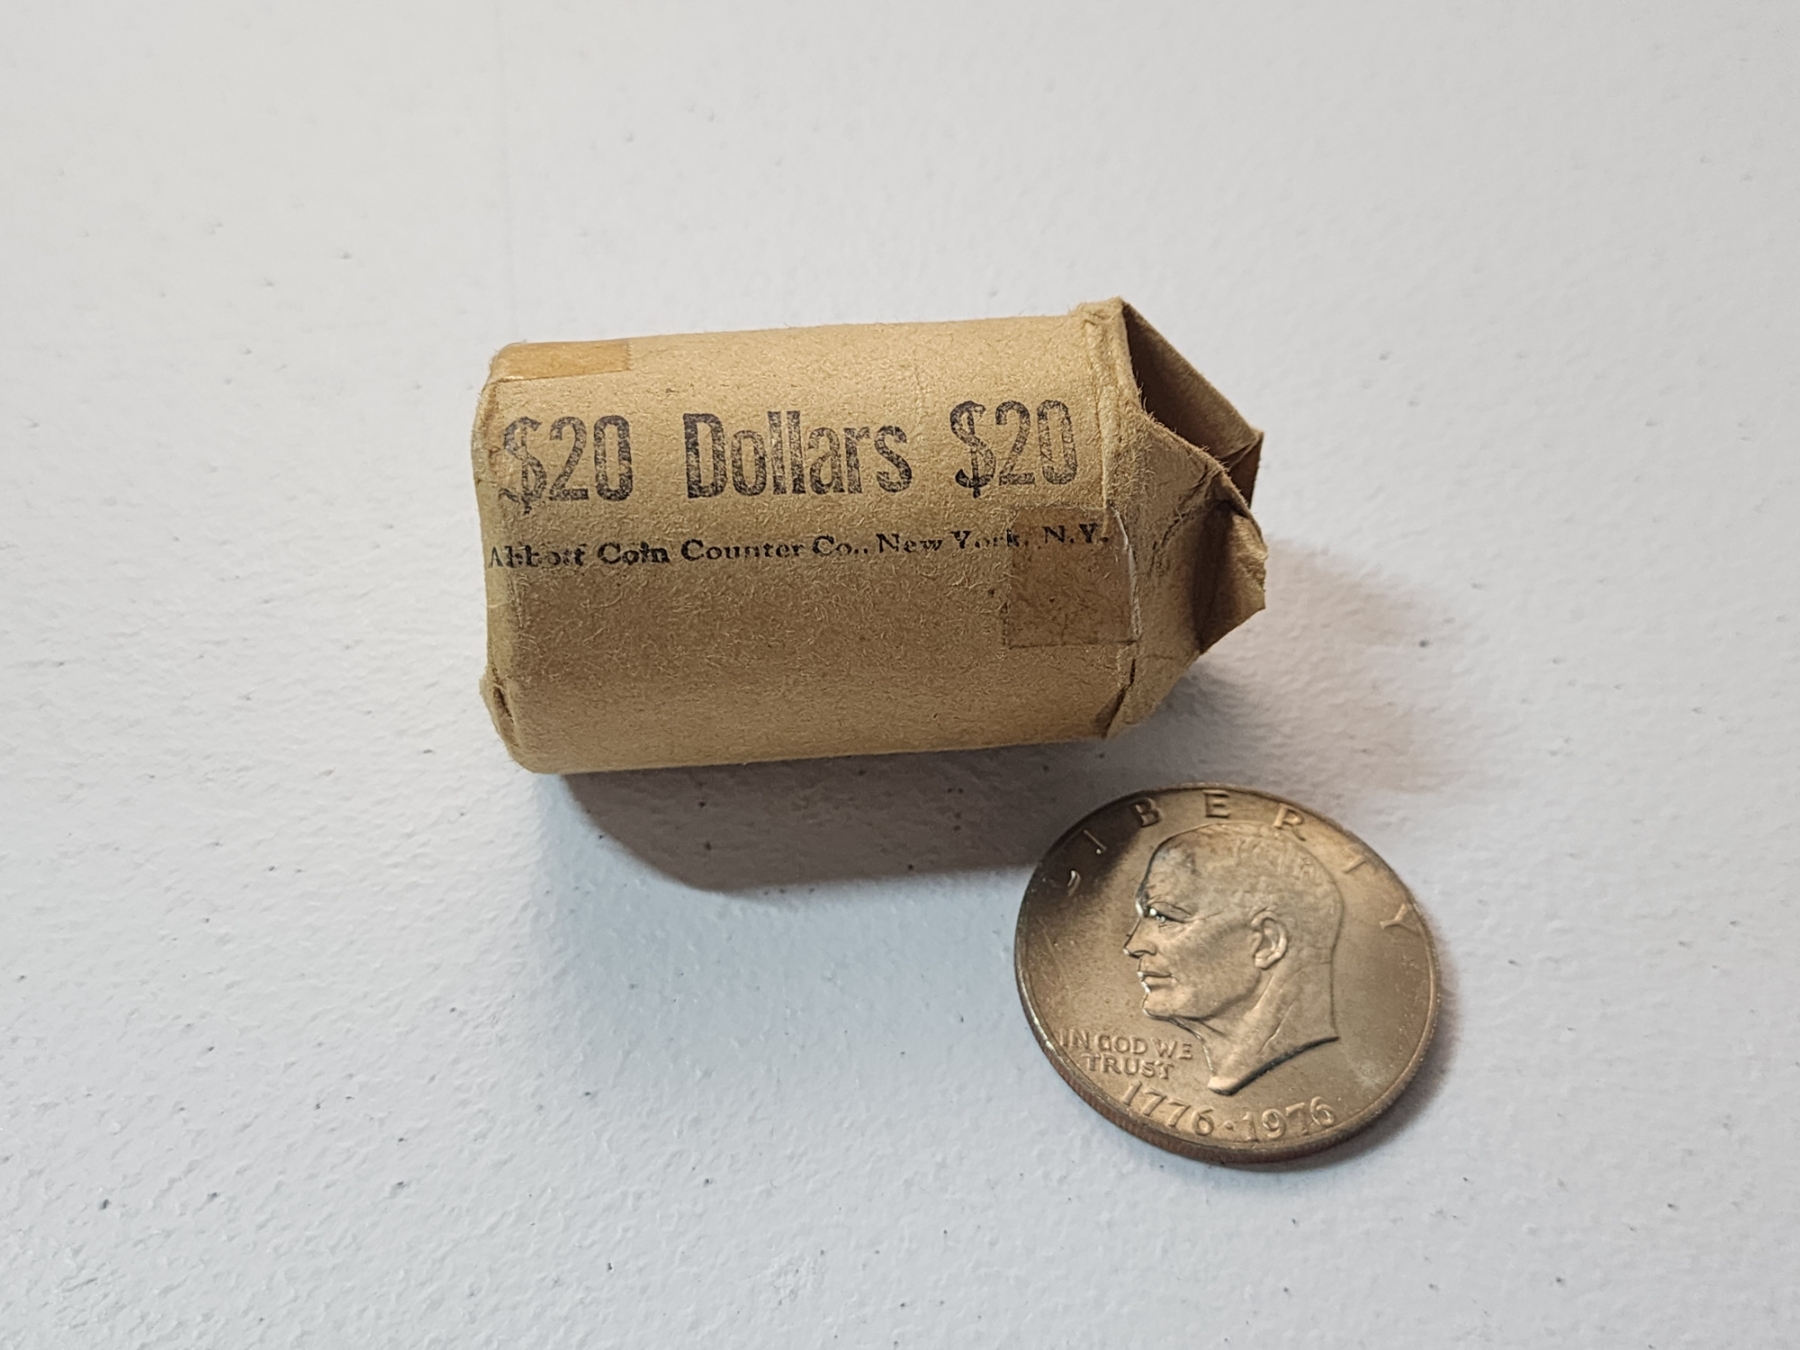 $20 Dollars $20
Abbott Coin Counter Co., New York, N.Y.
LIBERTY
IN GOD WE
TRUST
1776·1976